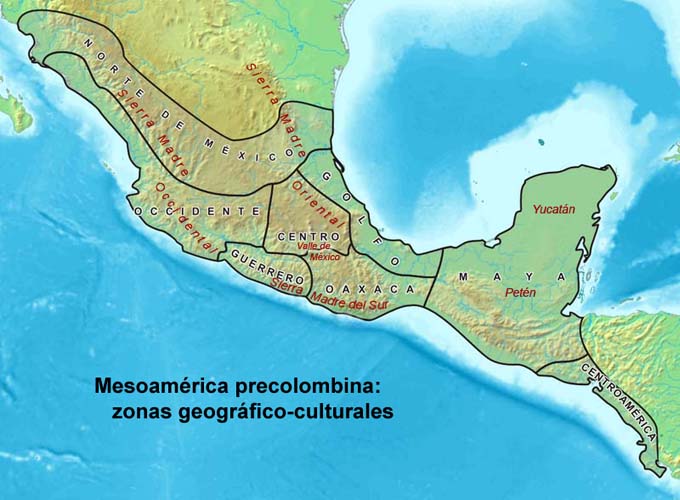 NORTE DE MÉXICO
Sierra Madre
Occidental
Sierra Madre
Oriental
GOLFO
OCCIDENTE
CENTRO
Valle de
México
GUERRERO
OAXACA
Sierra Madre del Sur
Yucatán
MAYA
Petén
CENTROAMÉRICA
Mesoamérica precolombina:
zonas geográfico-culturales